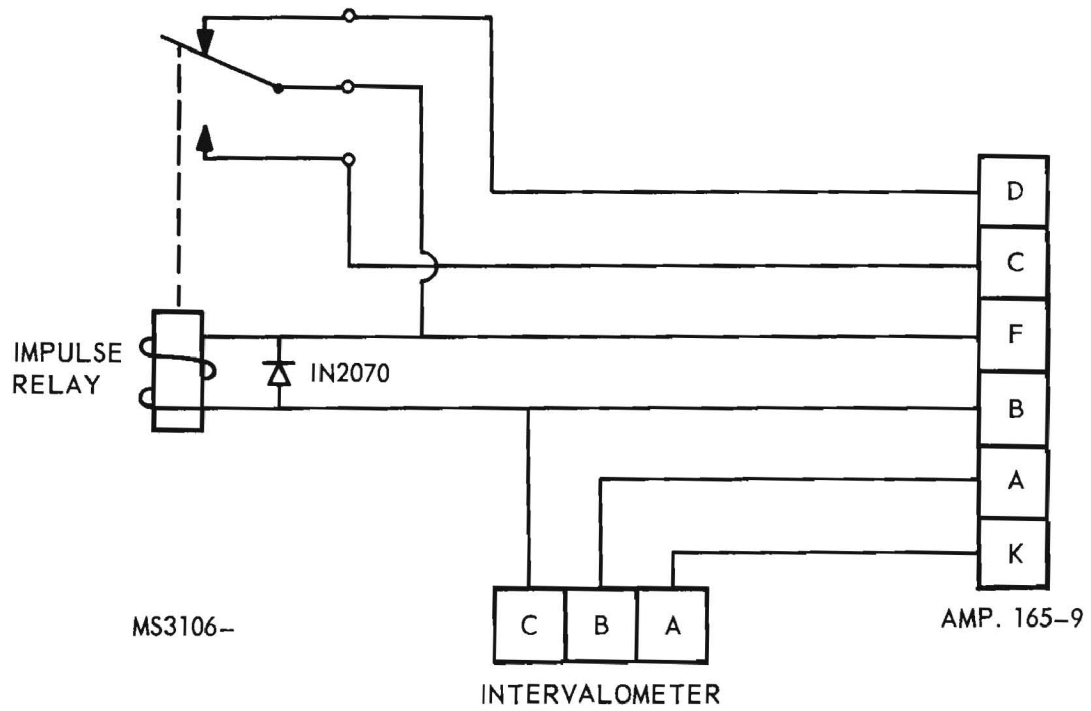 D
C
F
IMPULSE
RELAY
IN2070
B
A
K
MS3106-
C B A
AMP. 165-9
INTERVALOMETER